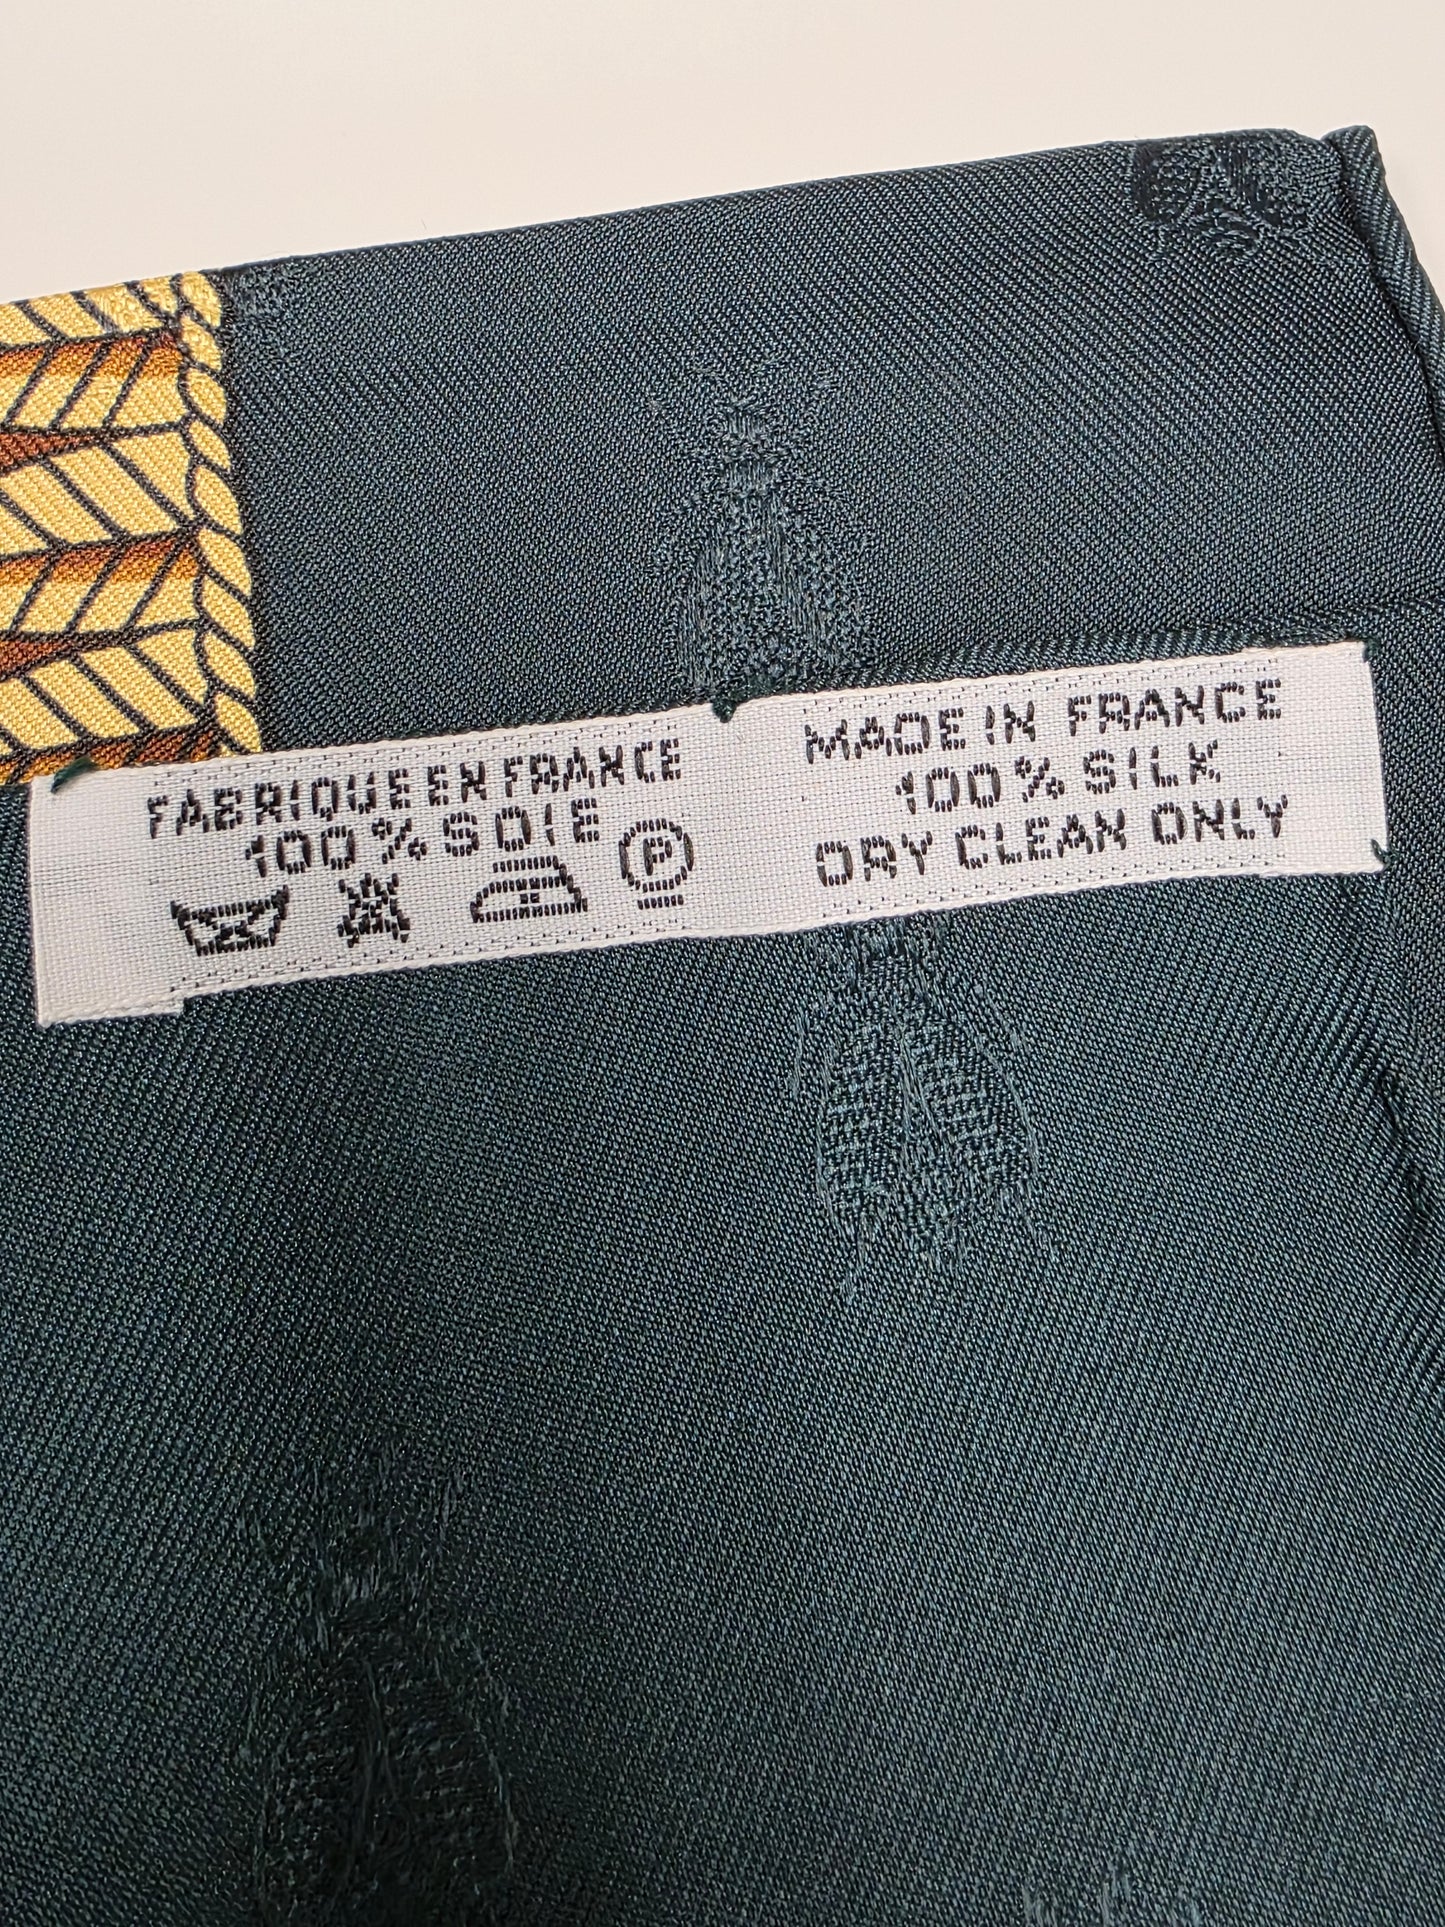 FABRIQUE EN FRANCE
100 % SOIE
P
MADE IN FRANCE
100 % SILK
DRY CLEAN ONLY